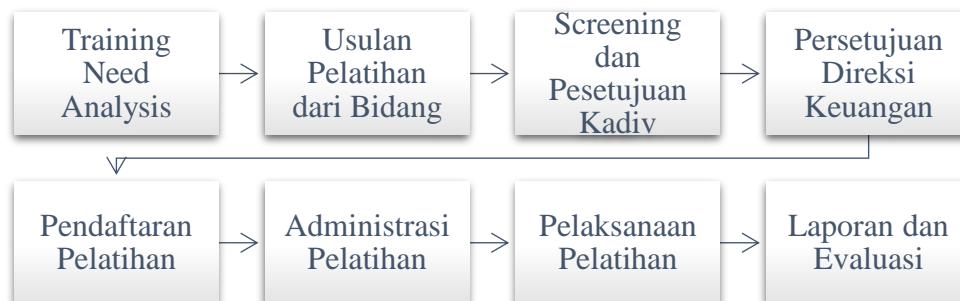 Training
Need
Analysis
Usulan
Pelatihan
dari Bidang
Screening
dan
Pesetujuan
Kadiv
Persetujuan
Direksi
Keuangan
Pendaftaran
Pelatihan
Administrasi
Pelatihan
Pelaksanaan
Pelatihan
Laporan dan
Evaluasi